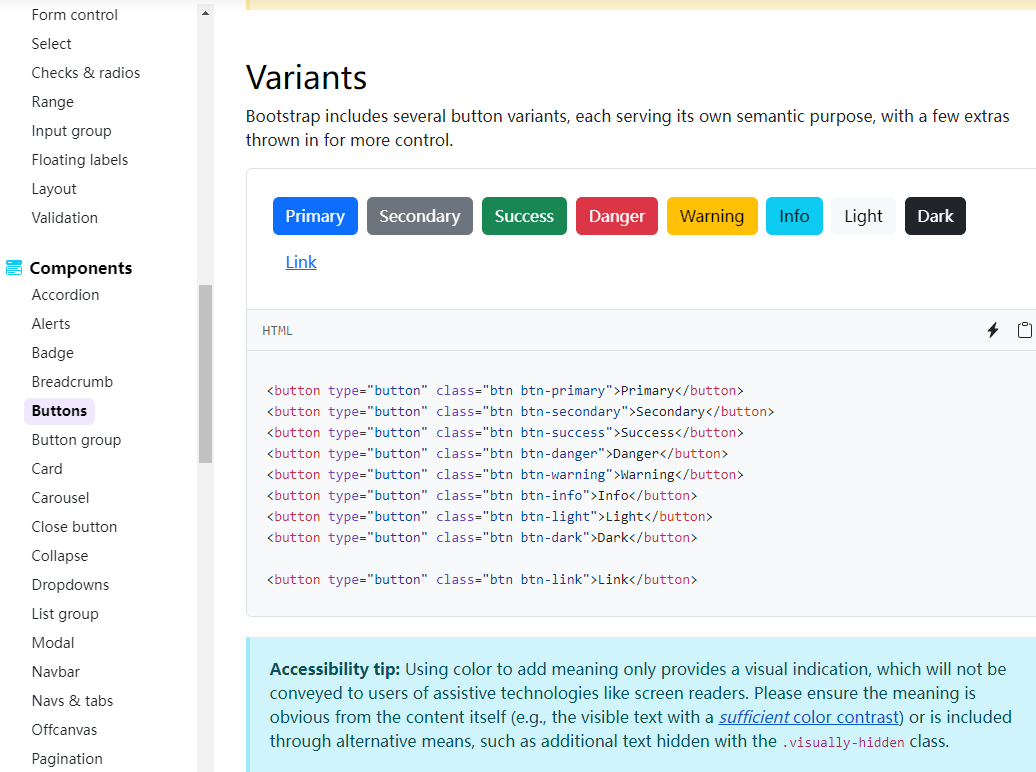 Form control
Select
Checks & radios
Range
Input group
Floating labels
Layout
Validation
Components
Accordion
Alerts
Badge
Breadcrumb
Buttons
Button group
Card
Carousel
Close button
Collapse
Dropdowns
List group
Modal
Navbar
Navs & tabs
Offcanvas
Pagination
Variants
Bootstrap includes several button variants, each serving its own semantic purpose, with a few extras
thrown in for more control.
Primary Secondary Success Danger Warning Info Light Dark
Link
HTML
<button type="button" class="btn btn-primary">Primary</button>
<button type="button" class="btn btn-secondary">Secondary</button>
<button type="button" class="btn btn-success">Success</button>
<button type="button" class="btn btn-danger">Danger</button>
<button type="button" class="btn btn-warning">Warning</button>
<button type="button" class="btn btn-info">Info</button>
<button type="button" class="btn btn-light">Light</button>
<button type="button" class="btn btn-dark">Dark</button>
<button type="button" class="btn btn-link">Link</button>
Accessibility tip: Using color to add meaning only provides a visual indication, which will not be
conveyed to users of assistive technologies like screen readers. Please ensure the meaning is
obvious from the content itself (e.g., the visible text with a sufficient color contrast) or is included
through alternative means, such as additional text hidden with the .visually-hidden class.